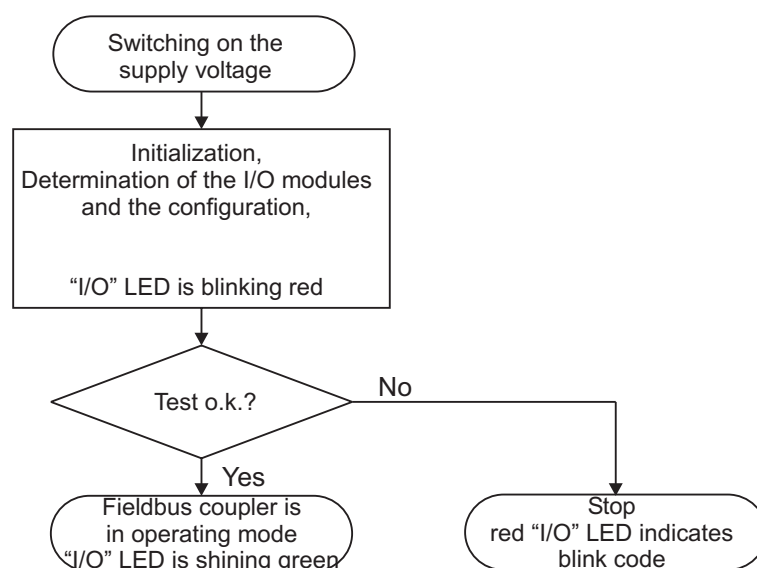 Switching on the
supply voltage
Initialization,
Determination of the I/O modules
and the configuration,
“I/O” LED is blinking red
Test o.k.?
No
Yes
Fieldbus coupler is
in operating mode
“I/O” LED is shining green
Stop
red “I/O” LED indicates
blink code